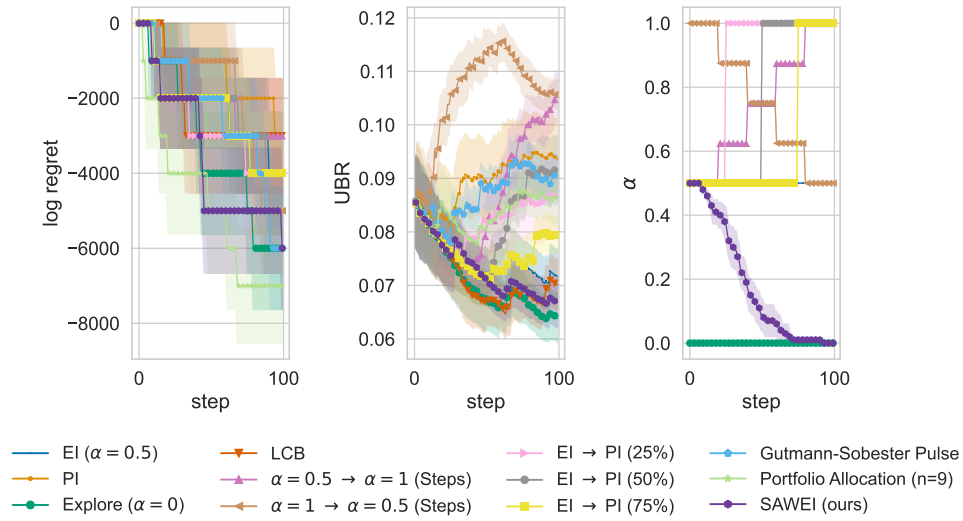 0
−2000
−4000
−6000
−8000
log regret
0
100
step
0.12
0.11
0.10
0.09
0.08
0.07
0.06
UBR
0
100
step
1.0
0.8
0.6
0.4
0.2
0.0
α
0
100
step
EI (α = 0.5)
PI
Explore (α = 0)
LCB
α = 0.5 → α = 1 (Steps)
α = 1 → α = 0.5 (Steps)
EI → PI (25%)
EI → PI (50%)
EI → PI (75%)
Gutmann-Sobester Pulse
Portfolio Allocation (n=9)
SAWEI (ours)